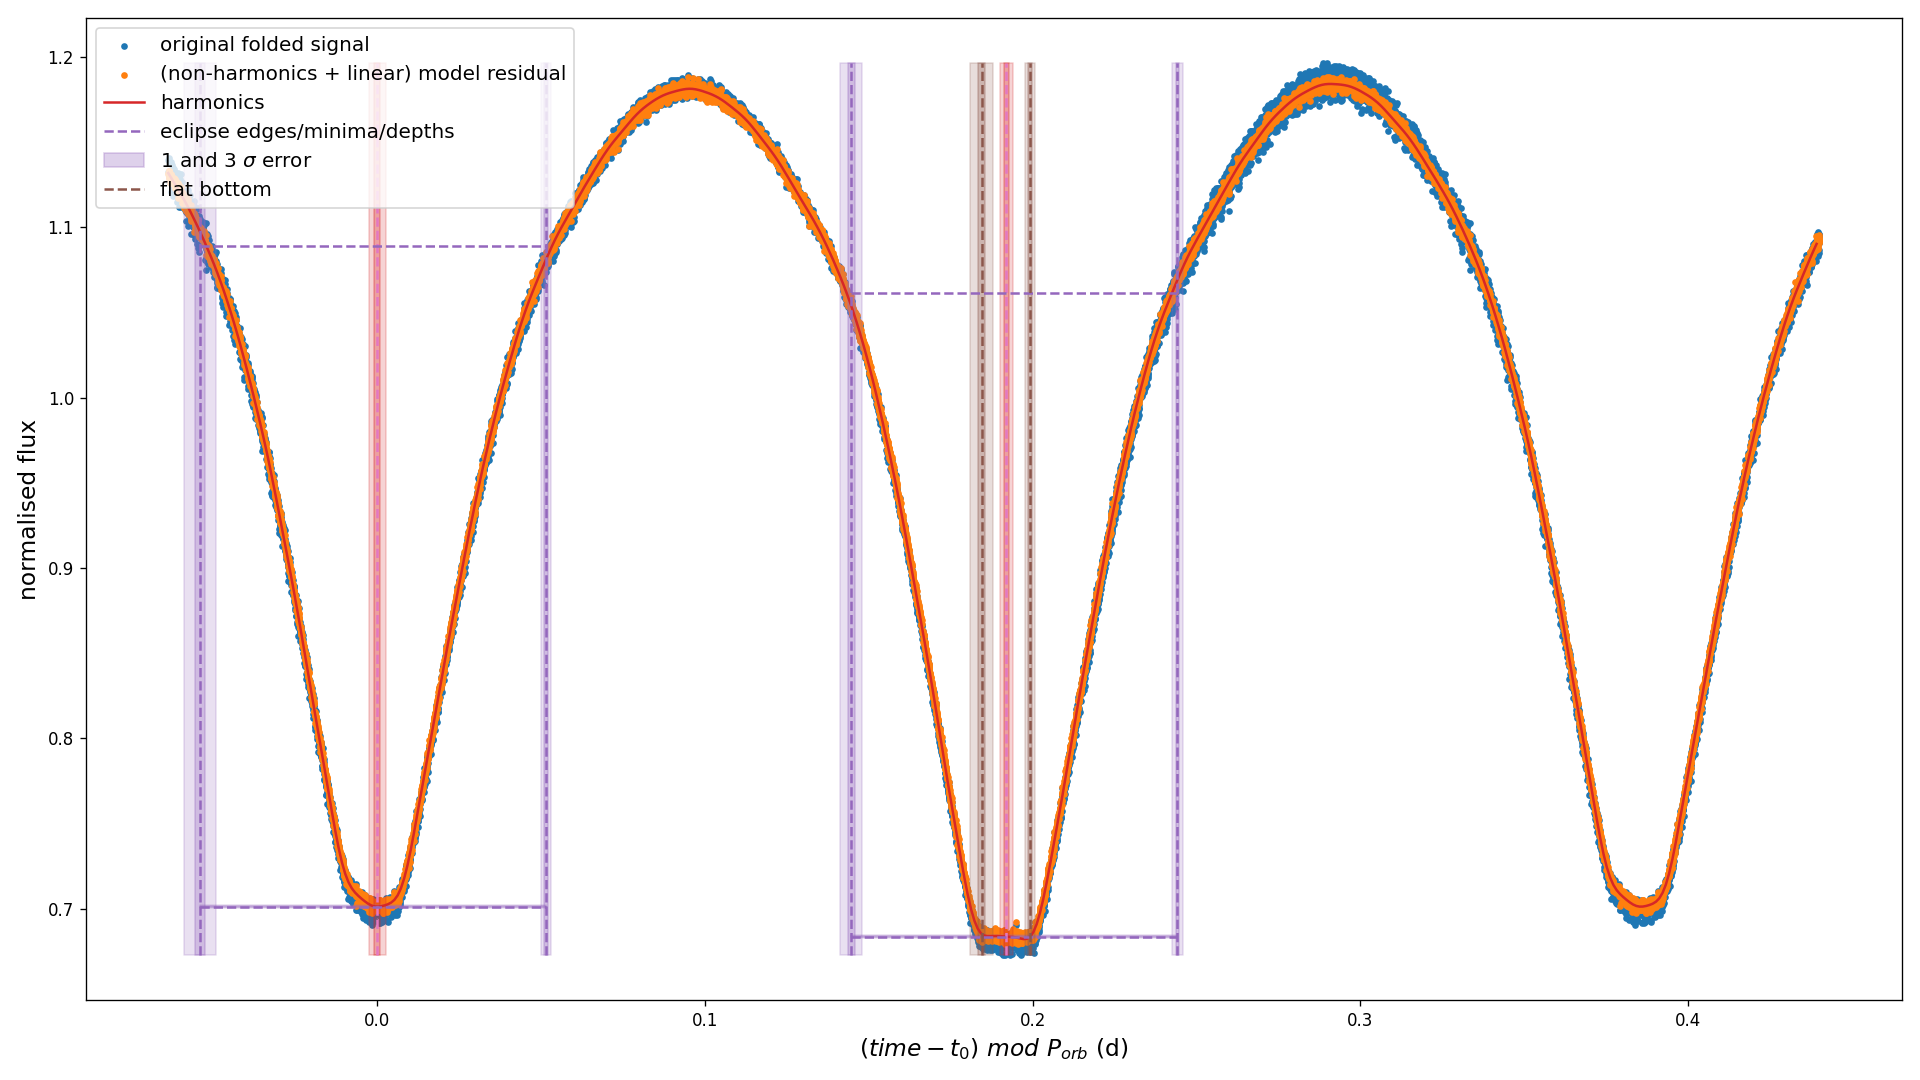 original folded signal
(non-harmonics + linear) model residual
harmonics
eclipse edges/minima/depths
1 and 3 σ error
flat bottom
normalised flux
1.2
1.1
1.0
0.9
0.8
0.7
0.0 0.1 0.2 0.3 0.4
(time − t₀) mod Pₒᵣb (d)